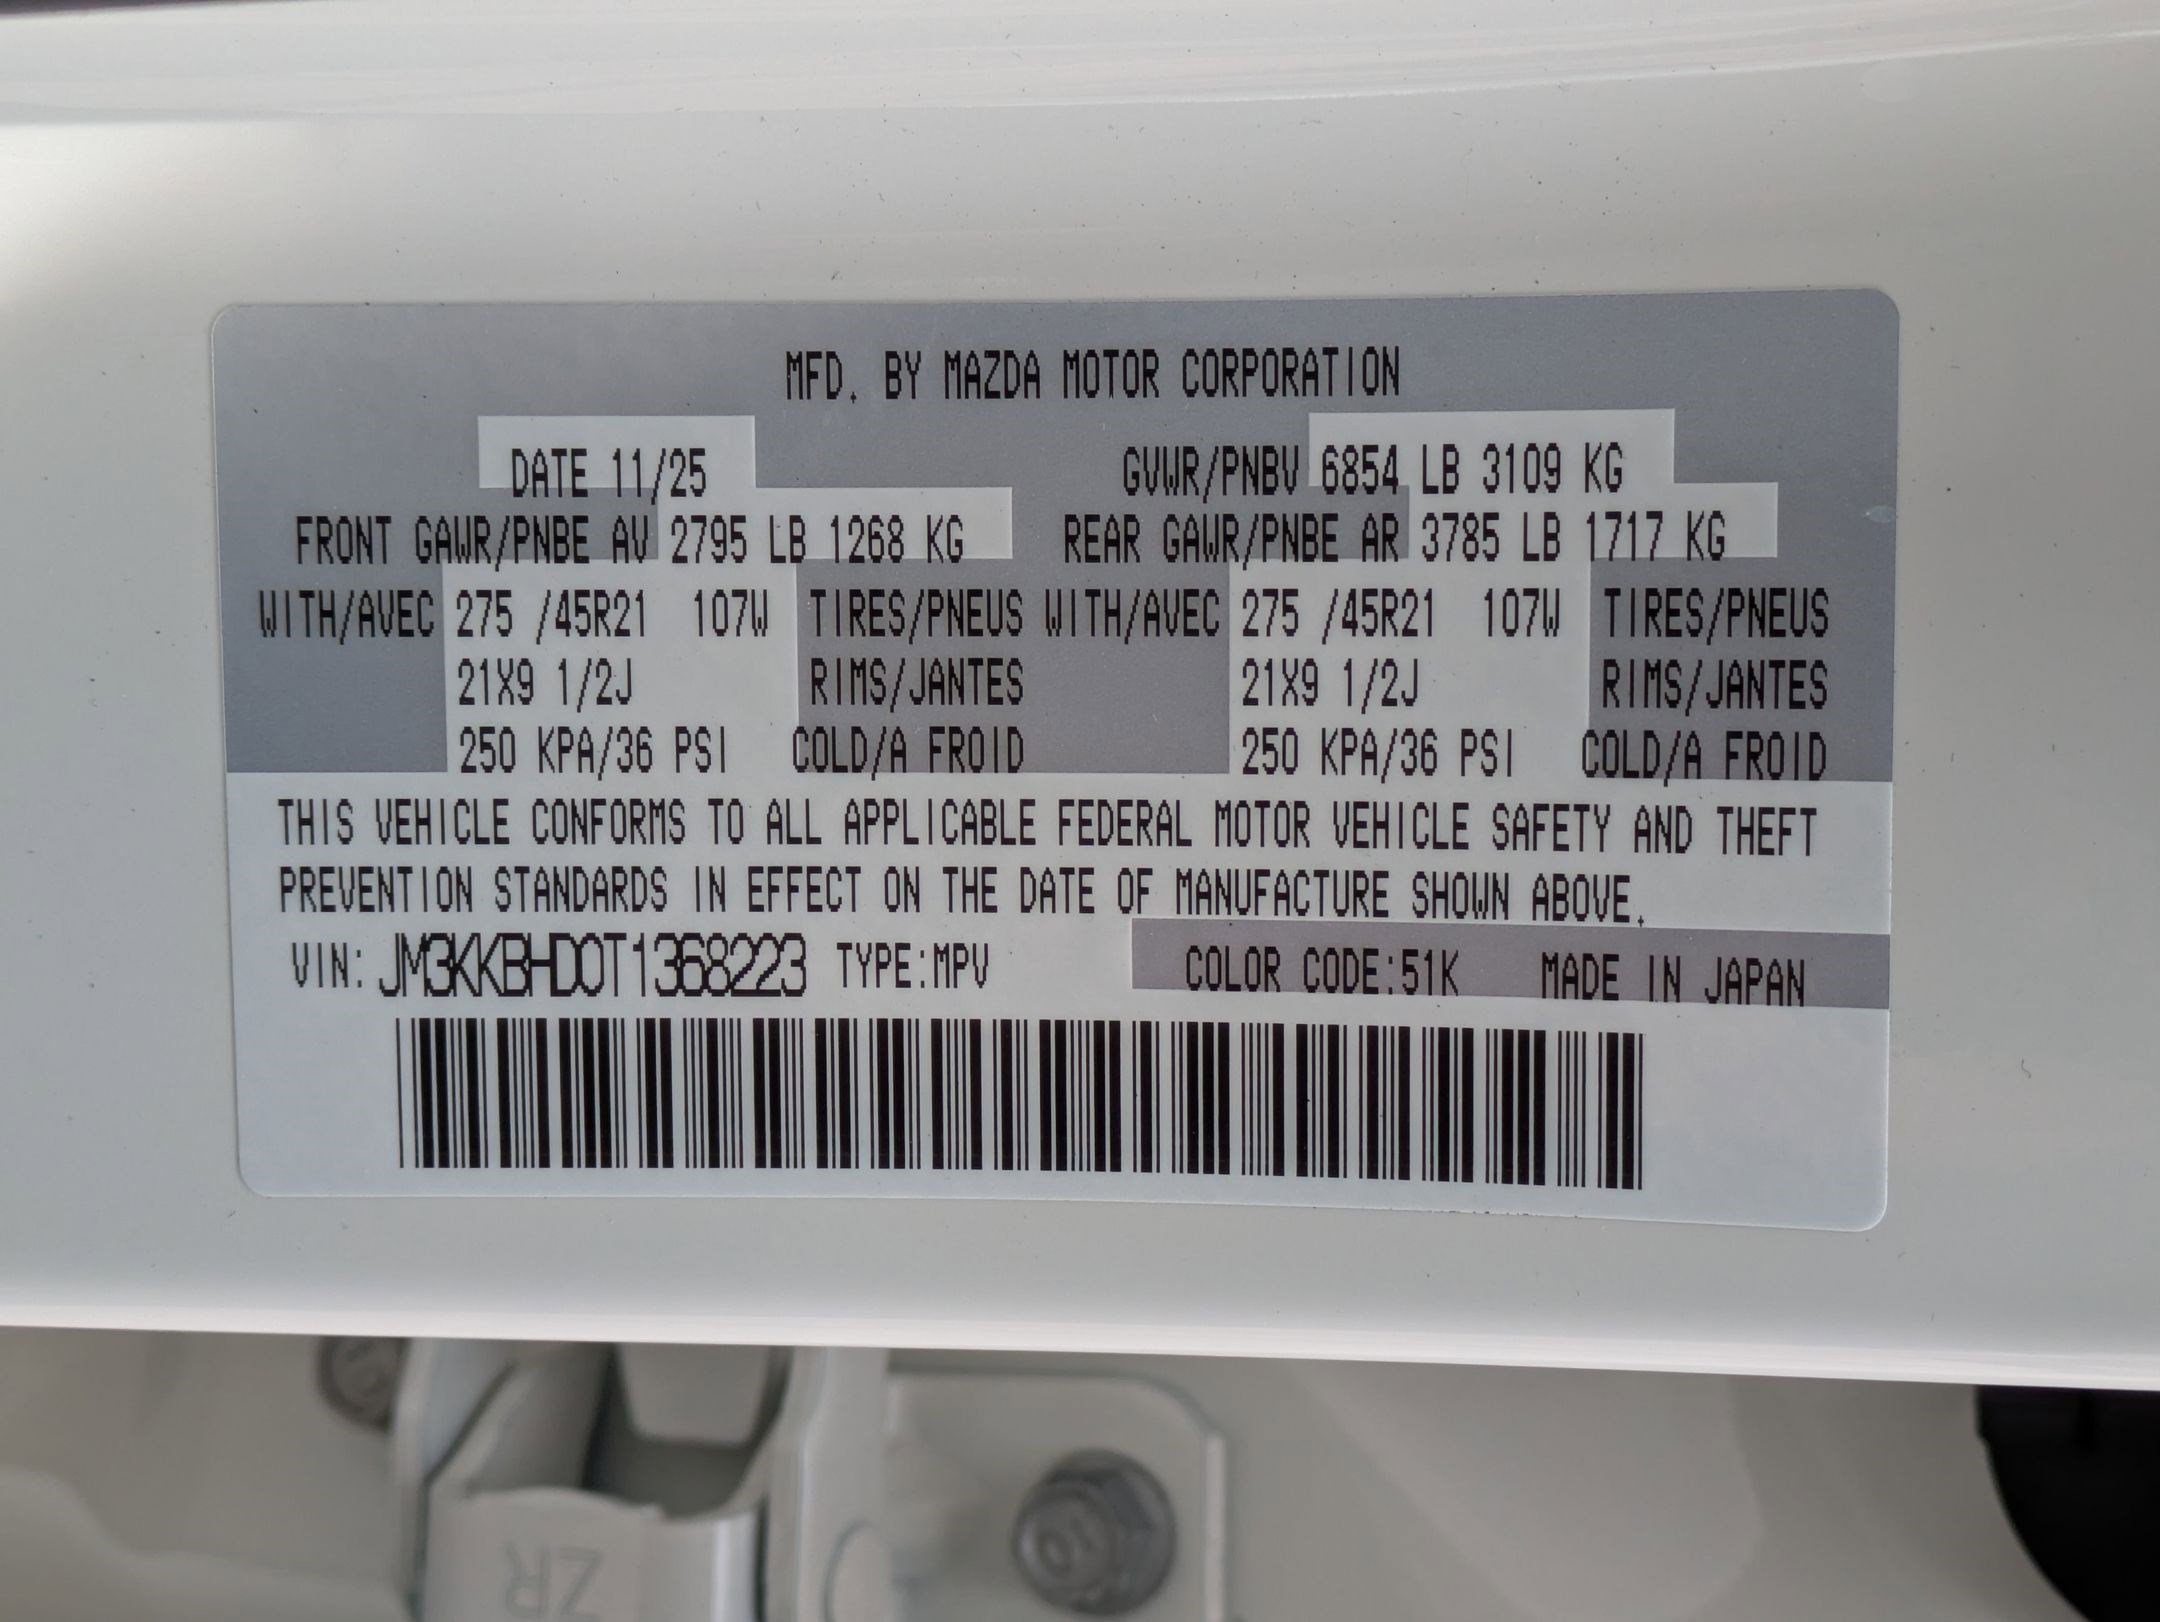 MFD. BY MAZDA MOTOR CORPORATION
DATE 11/25 GVWR/PNBV 6854 LB 3109 KG
FRONT GAWR/PNBE AV 2795 LB 1268 KG REAR GAWR/PNBE AR 3785 LB 1717 KG
WITH/AVEC 275 /45R21 107W TIRES/PNEUS WITH/AVEC 275 /45R21 107W TIRES/PNEUS
21X9 1/2J RIMS/JANTES 21X9 1/2J RIMS/JANTES
250 KPA/36 PSI COLD/A FROID 250 KPA/36 PSI COLD/A FROID
THIS VEHICLE CONFORMS TO ALL APPLICABLE FEDERAL MOTOR VEHICLE SAFETY AND THEFT
PREVENTION STANDARDS IN EFFECT ON THE DATE OF MANUFACTURE SHOWN ABOVE.
VIN: JM3KKBHD0T1368223 TYPE:MPV COLOR CODE:51K MADE IN JAPAN
ZR